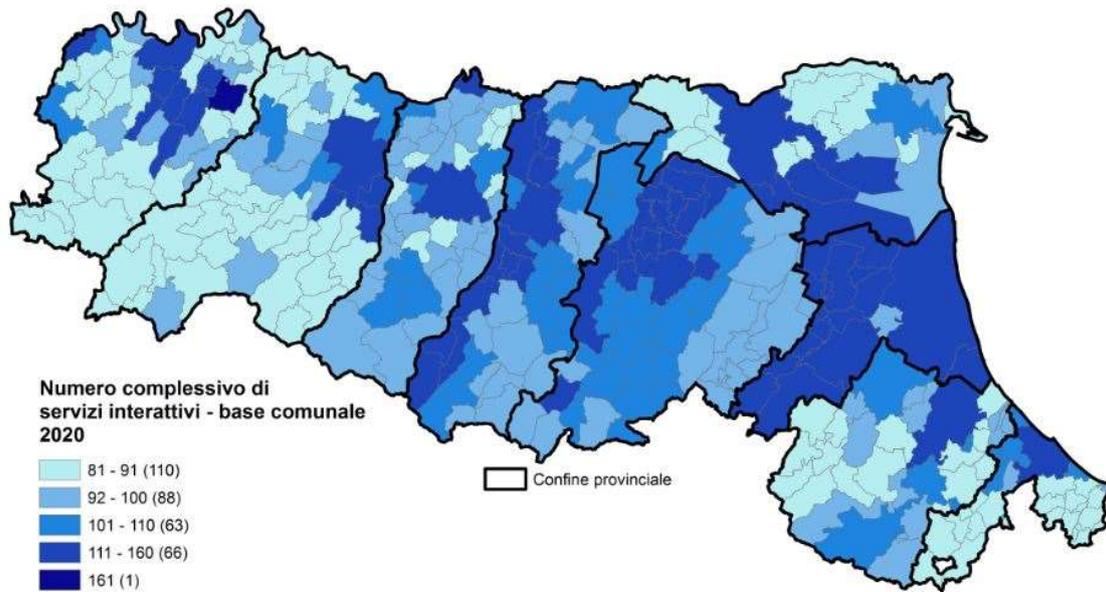 Numero complessivo di
servizi interattivi - base comunale
2020
81 - 91 (110)
92 - 100 (88)
101 - 110 (63)
111 - 160 (66)
161 (1)
Confine provinciale